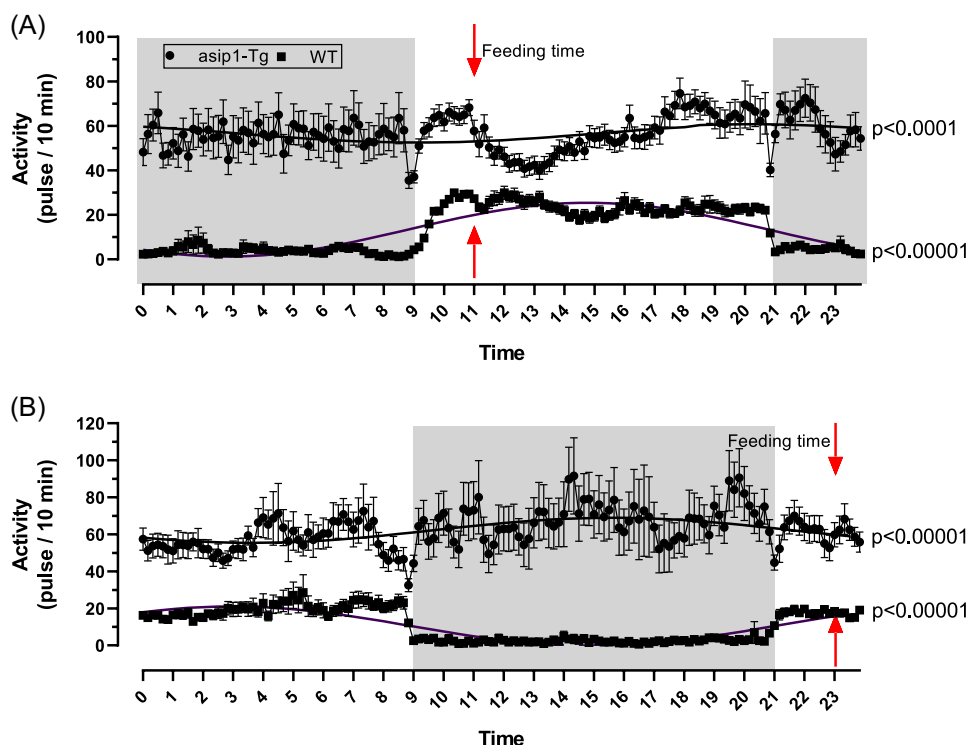 (A)
100
80
60
40
20
0
Activity
(pulse / 10 min)
asip1-Tg WT
Feeding time
p<0.0001
p<0.00001
0 1 2 3 4 5 6 7 8 9 10 11 12 13 14 15 16 17 18 19 20 21 22 23
Time
(B)
120
100
80
60
40
20
0
Activity
(pulse / 10 min)
Feeding time
p<0.00001
p<0.00001
0 1 2 3 4 5 6 7 8 9 10 11 12 13 14 15 16 17 18 19 20 21 22 23
Time